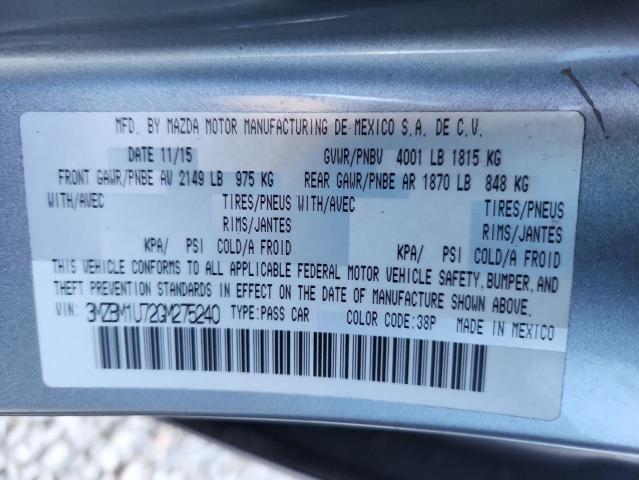 MFD. BY MAZDA MOTOR MANUFACTURING DE MEXICO S.A. DE C.V.
DATE 11/15 GVWR/PNBV 4001 LB 1815 KG
FRONT GAWR/PNBE AV 2149 LB 975 KG REAR GAWR/PNBE AR 1870 LB 848 KG
WITH/AVEC TIRES/PNEUS WITH/AVEC TIRES/PNEUS
RIMS/JANTES RIMS/JANTES
KPA/ PSI COLD/A FROID KPA/ PSI COLD/A FROID
THIS VEHICLE CONFORMS TO ALL APPLICABLE FEDERAL MOTOR VEHICLE SAFETY, BUMPER, AND
THEFT PREVENTION STANDARDS IN EFFECT ON THE DATE OF MANUFACTURE SHOWN ABOVE.
VIN: 3MZBM1U72GM275240 TYPE:PASS CAR COLOR CODE:38P MADE IN MEXICO